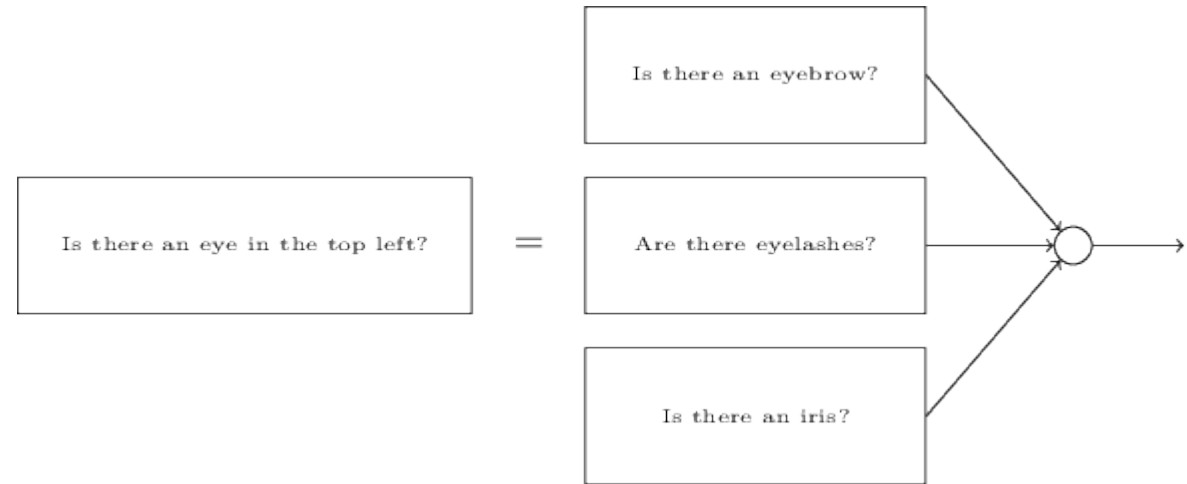 Is there an eyebrow?
Is there an eye in the top left?
=
Are there eyelashes?
Is there an iris?